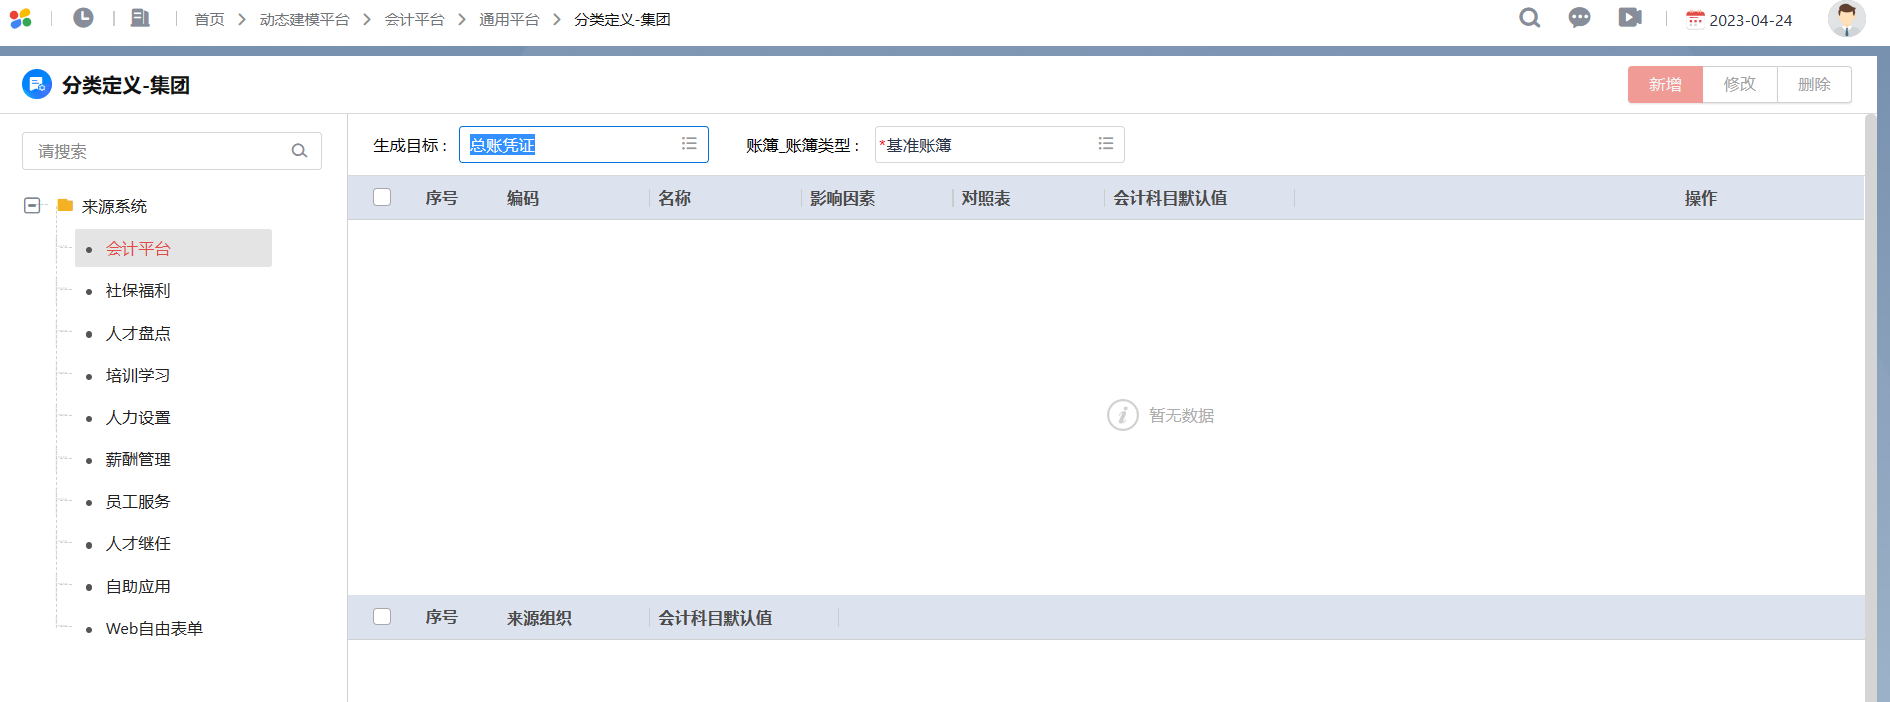 首页 > 动态建模平台 > 会计平台 > 通用平台 > 分类定义-集团
2023-04-24
分类定义-集团
新增 修改 删除
请搜索
来源系统
会计平台
社保福利
人才盘点
培训学习
人力设置
薪酬管理
员工服务
人才继任
自助应用
Web自由表单
生成目标： 总账凭证 账簿_账簿类型： *基准账簿
序号 编码 名称 影响因素 对照表 会计科目默认值 操作
暂无数据
序号 来源组织 会计科目默认值